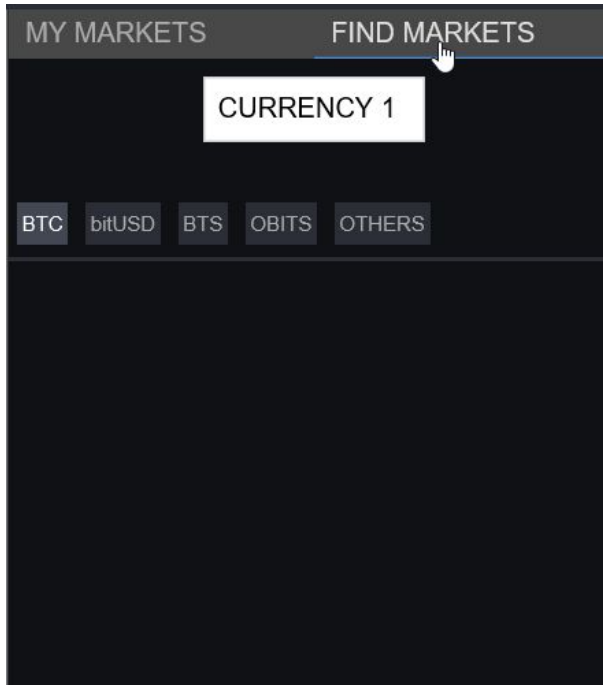 MY MARKETS FIND MARKETS
CURRENCY 1
BTC bitUSD BTS OBITS OTHERS